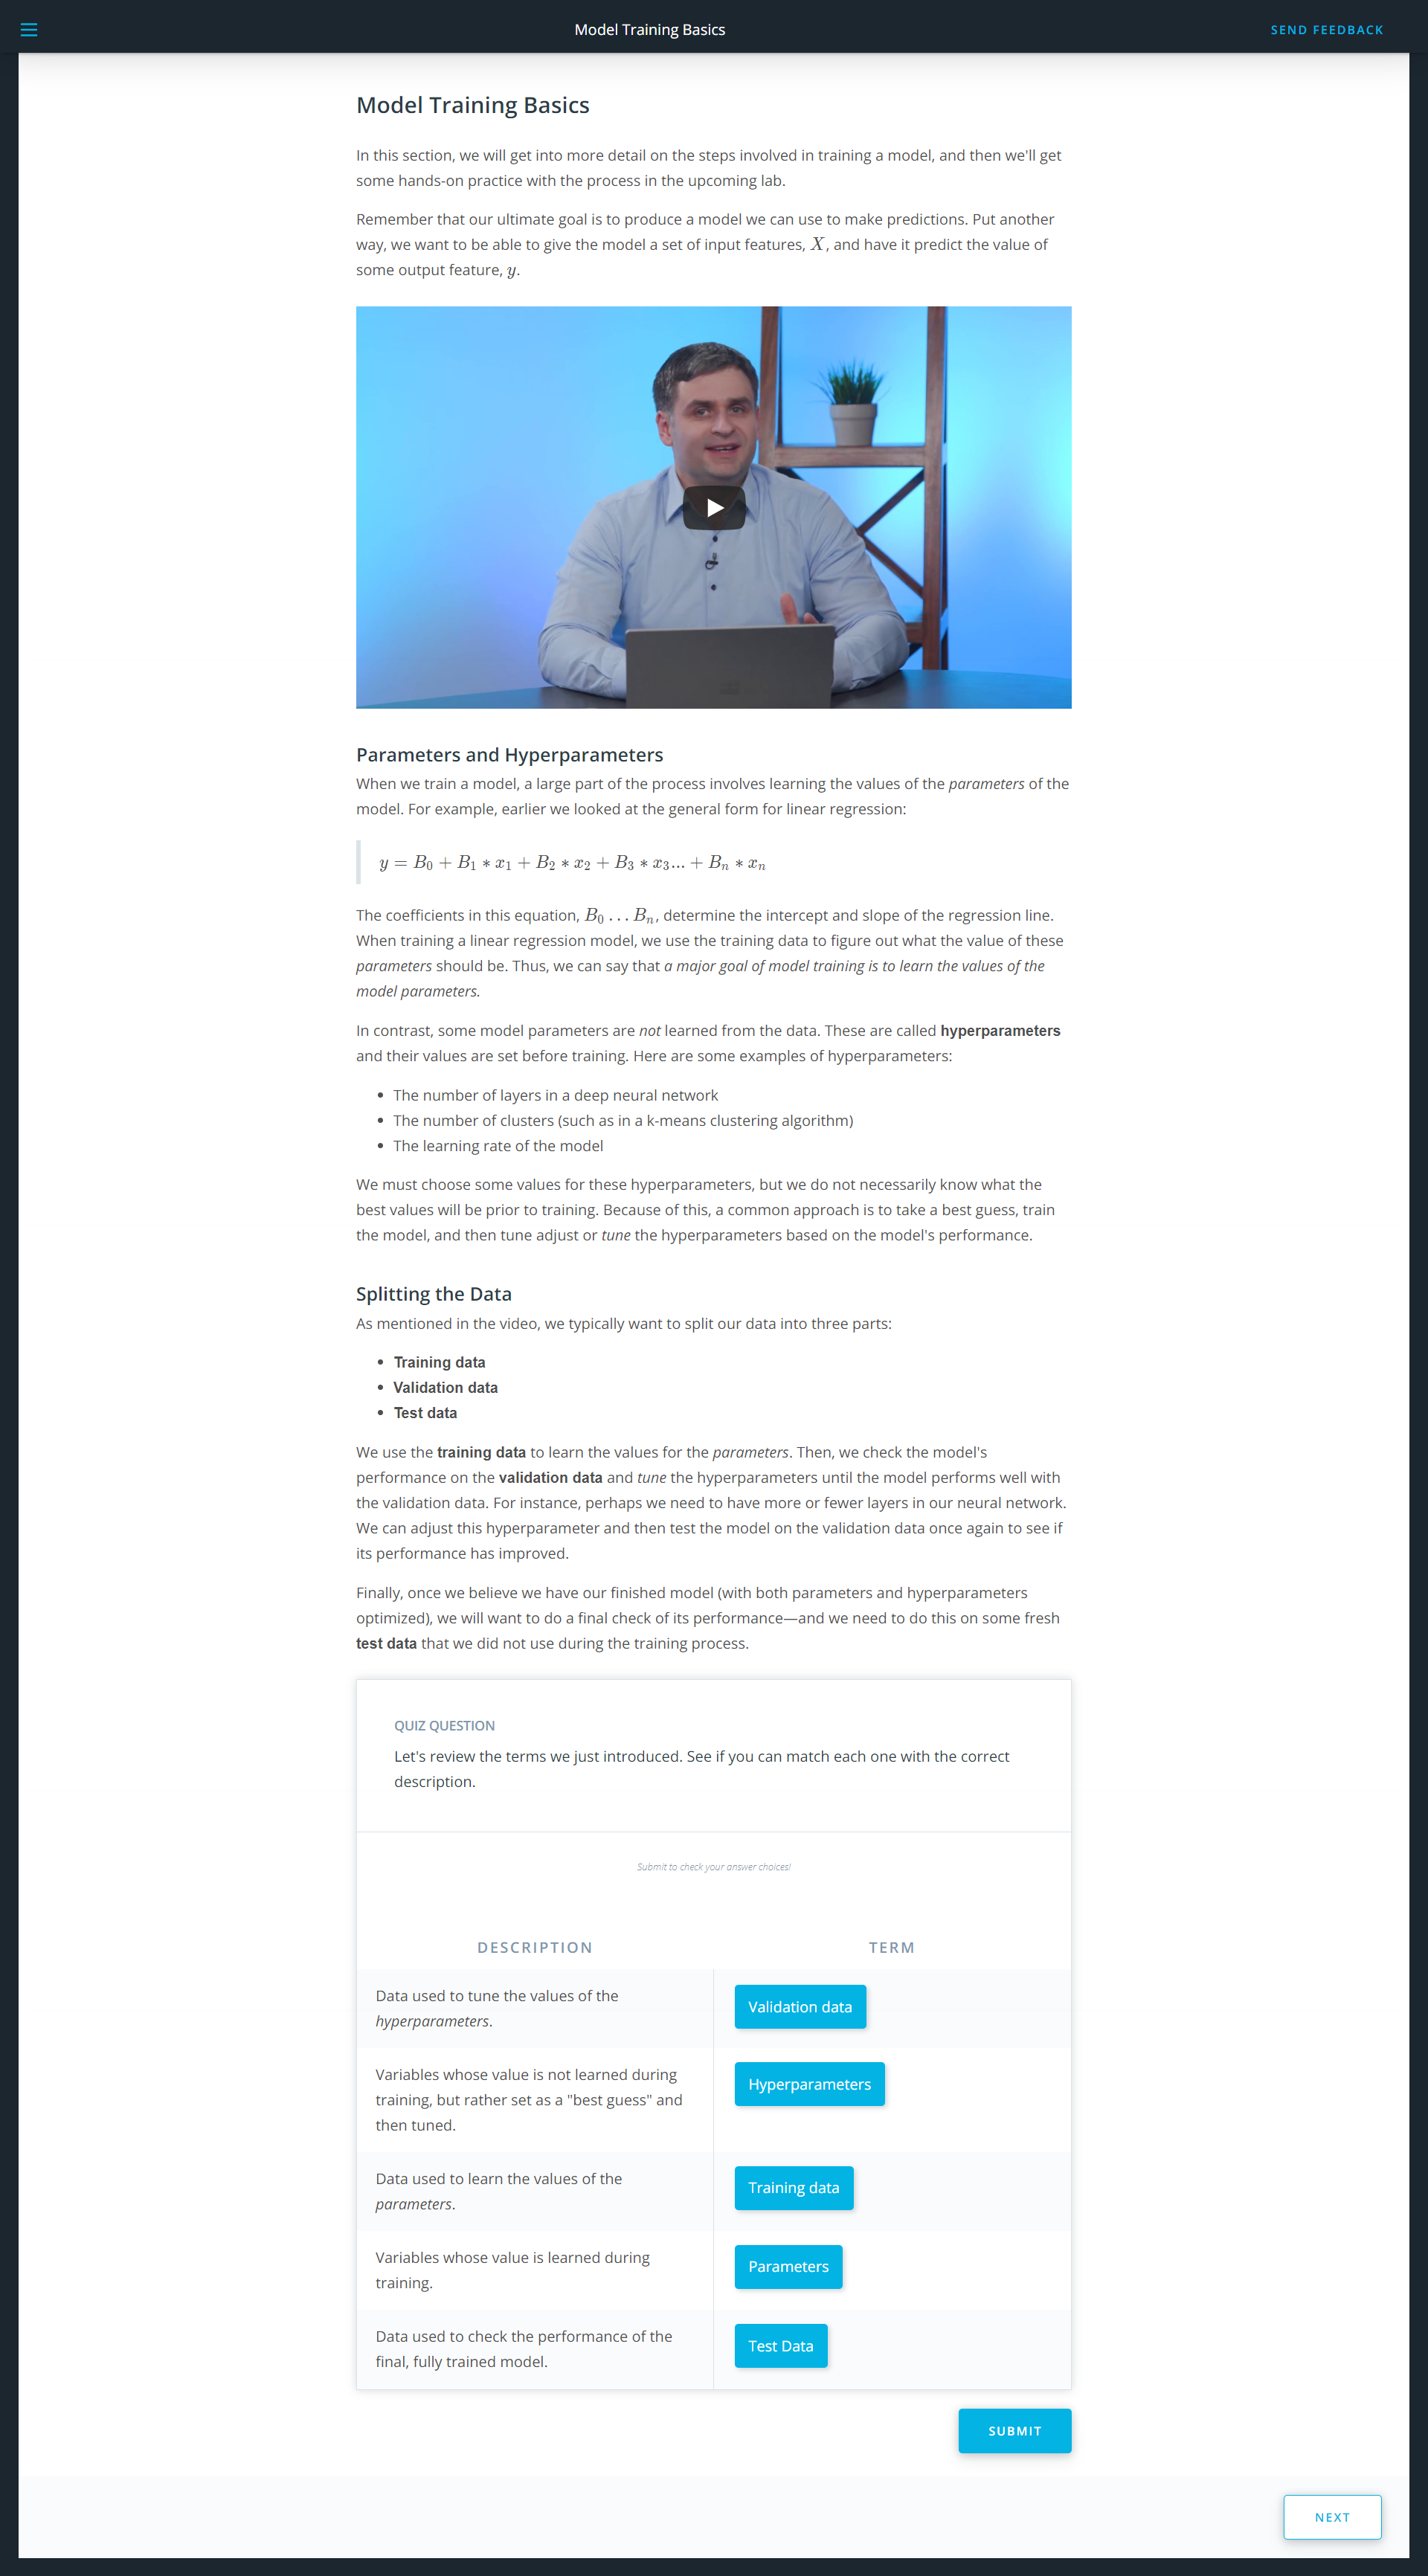 Model Training Basics
SEND FEEDBACK
Model Training Basics
In this section, we will get into more detail on the steps involved in training a model, and then we'll get
some hands-on practice with the process in the upcoming lab.
Remember that our ultimate goal is to produce a model we can use to make predictions. Put another
way, we want to be able to give the model a set of input features, X, and have it predict the value of
some output feature, y.
Parameters and Hyperparameters
When we train a model, a large part of the process involves learning the values of the parameters of the
model. For example, earlier we looked at the general form for linear regression:
y = B₀ + B₁ * x₁ + B₂ * x₂ + B₃ * x₃... + Bₙ * xₙ
The coefficients in this equation, B₀ . . . Bₙ, determine the intercept and slope of the regression line.
When training a linear regression model, we use the training data to figure out what the value of these
parameters should be. Thus, we can say that a major goal of model training is to learn the values of the
model parameters.
In contrast, some model parameters are not learned from the data. These are called hyperparameters
and their values are set before training. Here are some examples of hyperparameters:
• The number of layers in a deep neural network
• The number of clusters (such as in a k-means clustering algorithm)
• The learning rate of the model
We must choose some values for these hyperparameters, but we do not necessarily know what the
best values will be prior to training. Because of this, a common approach is to take a best guess, train
the model, and then tune adjust or tune the hyperparameters based on the model's performance.
Splitting the Data
As mentioned in the video, we typically want to split our data into three parts:
• Training data
• Validation data
• Test data
We use the training data to learn the values for the parameters. Then, we check the model's
performance on the validation data and tune the hyperparameters until the model performs well with
the validation data. For instance, perhaps we need to have more or fewer layers in our neural network.
We can adjust this hyperparameter and then test the model on the validation data once again to see if
its performance has improved.
Finally, once we believe we have our finished model (with both parameters and hyperparameters
optimized), we will want to do a final check of its performance—and we need to do this on some fresh
test data that we did not use during the training process.
QUIZ QUESTION
Let's review the terms we just introduced. See if you can match each one with the correct
description.
Submit to check your answer choices!
DESCRIPTION
TERM
Data used to tune the values of the
hyperparameters.
Validation data
Variables whose value is not learned during
training, but rather set as a "best guess" and
then tuned.
Hyperparameters
Data used to learn the values of the
parameters.
Training data
Variables whose value is learned during
training.
Parameters
Data used to check the performance of the
final, fully trained model.
Test Data
SUBMIT
NEXT